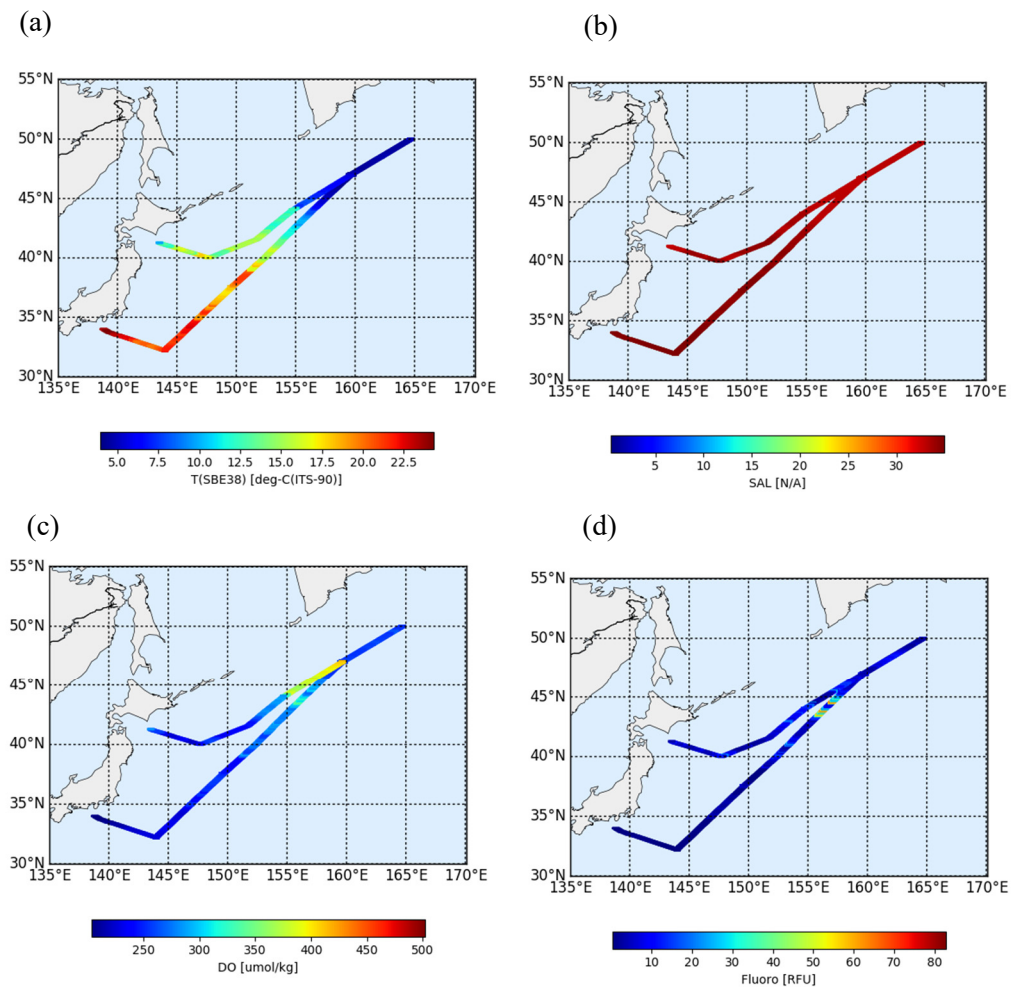 (a)
(b)
55°N
50°N
45°N
40°N
35°N
30°N
135°E 140°E 145°E 150°E 155°E 160°E 165°E 170°E
5.0 7.5 10.0 12.5 15.0 17.5 20.0 22.5
T(SBE38) [deg-C(ITS-90)]
55°N
50°N
45°N
40°N
35°N
30°N
135°E 140°E 145°E 150°E 155°E 160°E 165°E 170°E
5 10 15 20 25 30
SAL [N/A]
(c)
(d)
55°N
50°N
45°N
40°N
35°N
30°N
135°E 140°E 145°E 150°E 155°E 160°E 165°E 170°E
250 300 350 400 450 500
DO [umol/kg]
55°N
50°N
45°N
40°N
35°N
30°N
135°E 140°E 145°E 150°E 155°E 160°E 165°E 170°E
10 20 30 40 50 60 70 80
Fluoro [RFU]